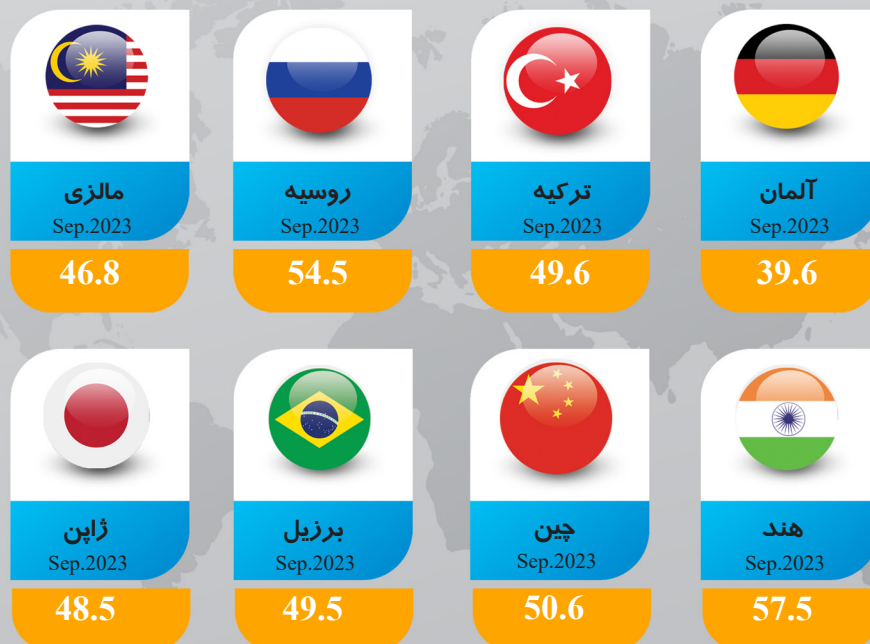 آلمان
Sep.2023
39.6
ترکیه
Sep.2023
49.6
روسیه
Sep.2023
54.5
مالزی
Sep.2023
46.8
هند
Sep.2023
57.5
چین
Sep.2023
50.6
برزیل
Sep.2023
49.5
ژاپن
Sep.2023
48.5